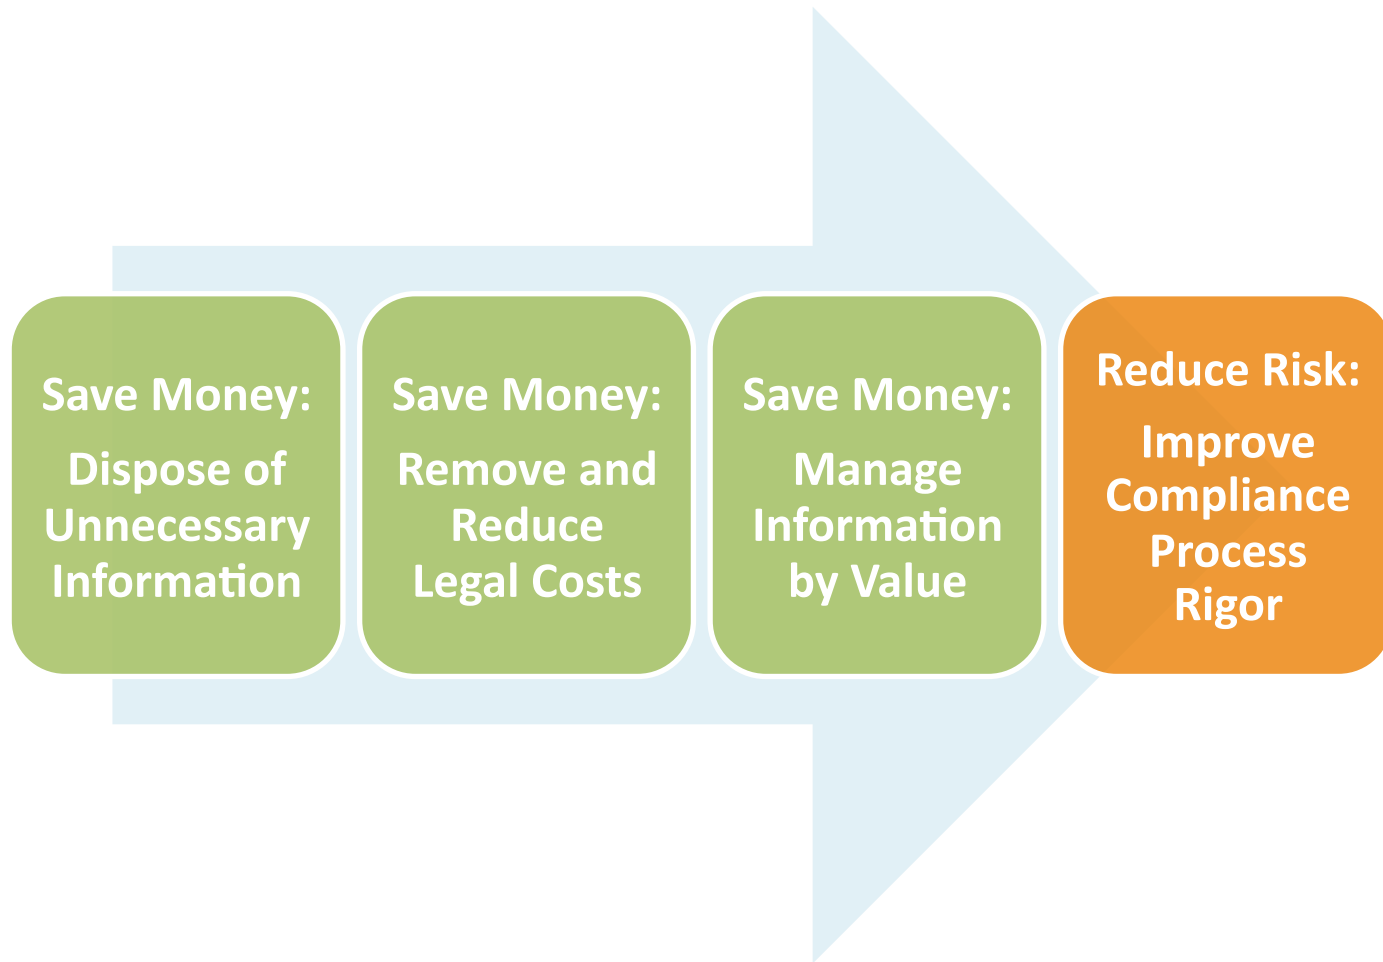 Save Money:
Dispose of
Unnecessary
Information
Save Money:
Remove and
Reduce
Legal Costs
Save Money:
Manage
Information
by Value
Reduce Risk:
Improve
Compliance
Process
Rigor